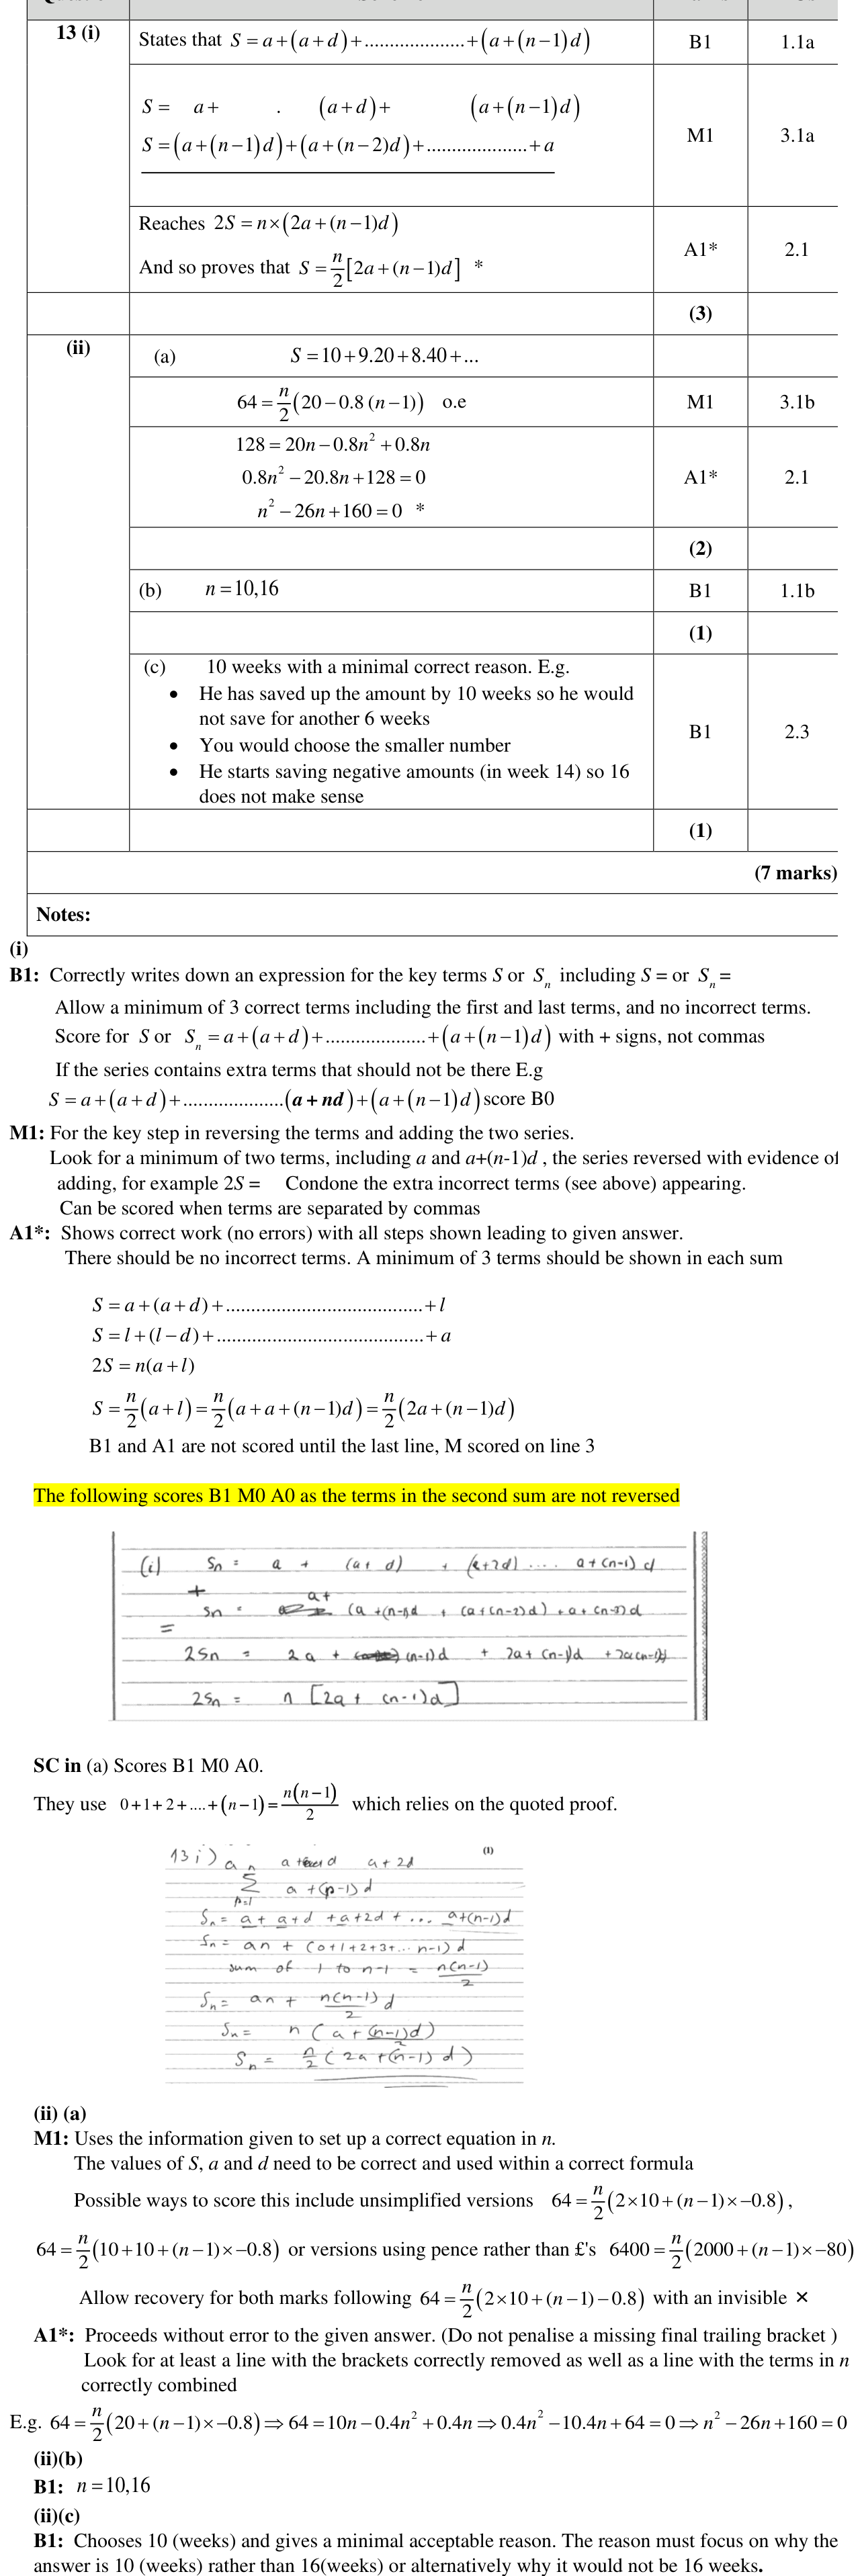 13 (i)
States that S = a + (a + d) + .................... + (a + (n − 1)d)
B1
1.1a
S = a + . (a + d) + (a + (n − 1)d)
S = (a + (n − 1)d) + (a + (n − 2)d) + .................... + a
M1
3.1a
Reaches 2S = n × (2a + (n − 1)d)
And so proves that S = n/2 [2a + (n − 1)d] *
A1*
2.1
(3)
(ii)
(a) S = 10 + 9.20 + 8.40 + ...
64 = n/2 (20 − 0.8 (n − 1)) o.e
M1
3.1b
128 = 20n − 0.8n² + 0.8n
0.8n² − 20.8n + 128 = 0
n² − 26n + 160 = 0 *
A1*
2.1
(2)
(b) n = 10,16
B1
1.1b
(1)
(c) 10 weeks with a minimal correct reason. E.g.
• He has saved up the amount by 10 weeks so he would
not save for another 6 weeks
• You would choose the smaller number
• He starts saving negative amounts (in week 14) so 16
does not make sense
B1
2.3
(1)
(7 marks)
Notes:
(i)
B1: Correctly writes down an expression for the key terms S or Sₙ including S = or Sₙ =
Allow a minimum of 3 correct terms including the first and last terms, and no incorrect terms.
Score for S or Sₙ = a + (a + d) + .................... + (a + (n − 1)d) with + signs, not commas
If the series contains extra terms that should not be there E.g
S = a + (a + d) + .................... (a + nd) + (a + (n − 1)d) score B0
M1: For the key step in reversing the terms and adding the two series.
Look for a minimum of two terms, including a and a+(n-1)d , the series reversed with evidence of
adding, for example 2S = Condone the extra incorrect terms (see above) appearing.
Can be scored when terms are separated by commas
A1*: Shows correct work (no errors) with all steps shown leading to given answer.
There should be no incorrect terms. A minimum of 3 terms should be shown in each sum
S = a + (a + d) + ....................................... + l
S = l + (l − d) + ......................................... + a
2S = n(a + l)
S = n/2 (a + l) = n/2 (a + a + (n − 1)d) = n/2 (2a + (n − 1)d)
B1 and A1 are not scored until the last line, M scored on line 3
The following scores B1 M0 A0 as the terms in the second sum are not reversed
(i) Sn = a + (a + d) + (a+2d) .... a + (n-1) d
+
a+
Sn = (a + (n-1)d + (a + (n-2)d) + a + (n-3)d
=
2Sn = 2a + (n-1)d + 2a + (n-1)d + 2a(n-1)d
2Sn = n [2a + (n-1)d]
SC in (a) Scores B1 M0 A0.
They use 0 + 1 + 2 + .... + (n − 1) = n(n − 1)/2 which relies on the quoted proof.
(1)
13 i) a a + d a + 2d
n Σ p=1 a + (p-1)d
Sn = a + a+d + a+2d + ... a+(n-1)d
Sn = an + (0+1+2+3+... n-1) d
sum of 1 to n-1 = n(n-1)/2
Sn = an + n(n-1)/2 d
Sn = n (a + (n-1)d/2)
Sn = n/2 (2a + (n-1) d)
(ii) (a)
M1: Uses the information given to set up a correct equation in n.
The values of S, a and d need to be correct and used within a correct formula
Possible ways to score this include unsimplified versions 64 = n/2 (2 × 10 + (n − 1) × −0.8) ,
64 = n/2 (10 + 10 + (n − 1) × −0.8) or versions using pence rather than £'s 6400 = n/2 (2000 + (n − 1) × −80)
Allow recovery for both marks following 64 = n/2 (2 × 10 + (n − 1) − 0.8) with an invisible ×
A1*: Proceeds without error to the given answer. (Do not penalise a missing final trailing bracket )
Look for at least a line with the brackets correctly removed as well as a line with the terms in n
correctly combined
E.g. 64 = n/2 (20 + (n − 1) × −0.8) ⇒ 64 = 10n − 0.4n² + 0.4n ⇒ 0.4n² − 10.4n + 64 = 0 ⇒ n² − 26n + 160 = 0
(ii)(b)
B1: n = 10,16
(ii)(c)
B1: Chooses 10 (weeks) and gives a minimal acceptable reason. The reason must focus on why the
answer is 10 (weeks) rather than 16(weeks) or alternatively why it would not be 16 weeks.